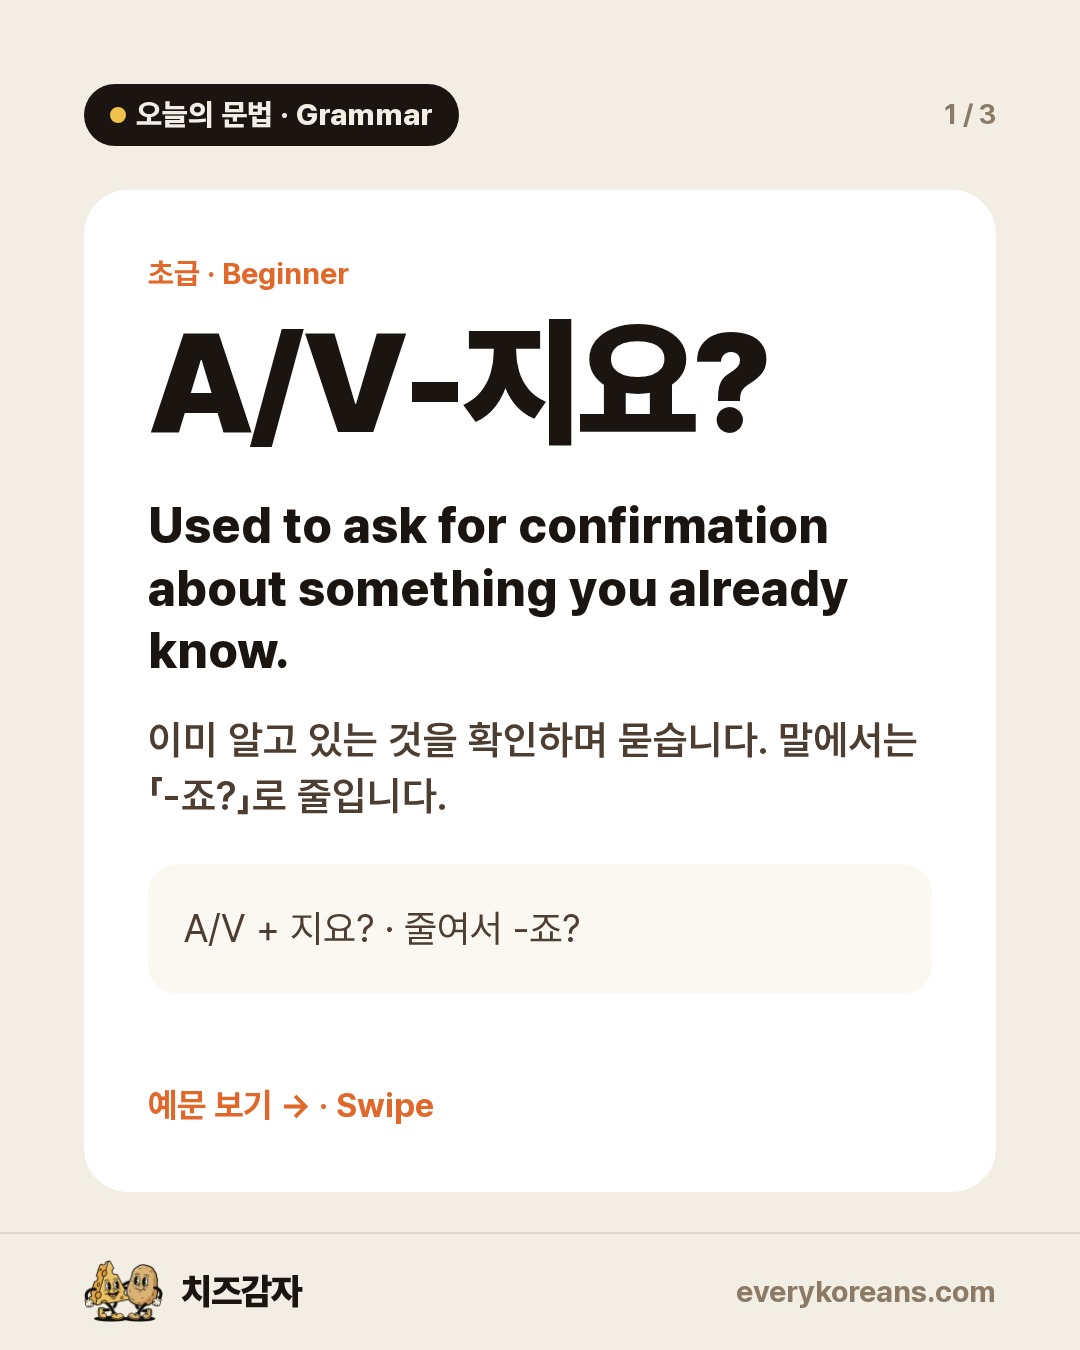 오늘의 문법 · Grammar
1 / 3
초급 · Beginner
A/V-지요?
Used to ask for confirmation
about something you already
know.
이미 알고 있는 것을 확인하며 묻습니다. 말에서는
「-죠?」로 줄입니다.
A/V + 지요? · 줄여서 -죠?
예문 보기 → · Swipe
치즈감자
everykoreans.com